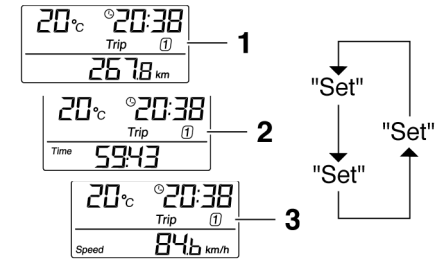 20°C 20:38
Trip 1
267.8 km
1
20°C 20:38
Trip 1
Time 59:43
2
20°C 20:38
Trip 1
Speed 84.6 km/h
3
"Set"
"Set"
"Set"